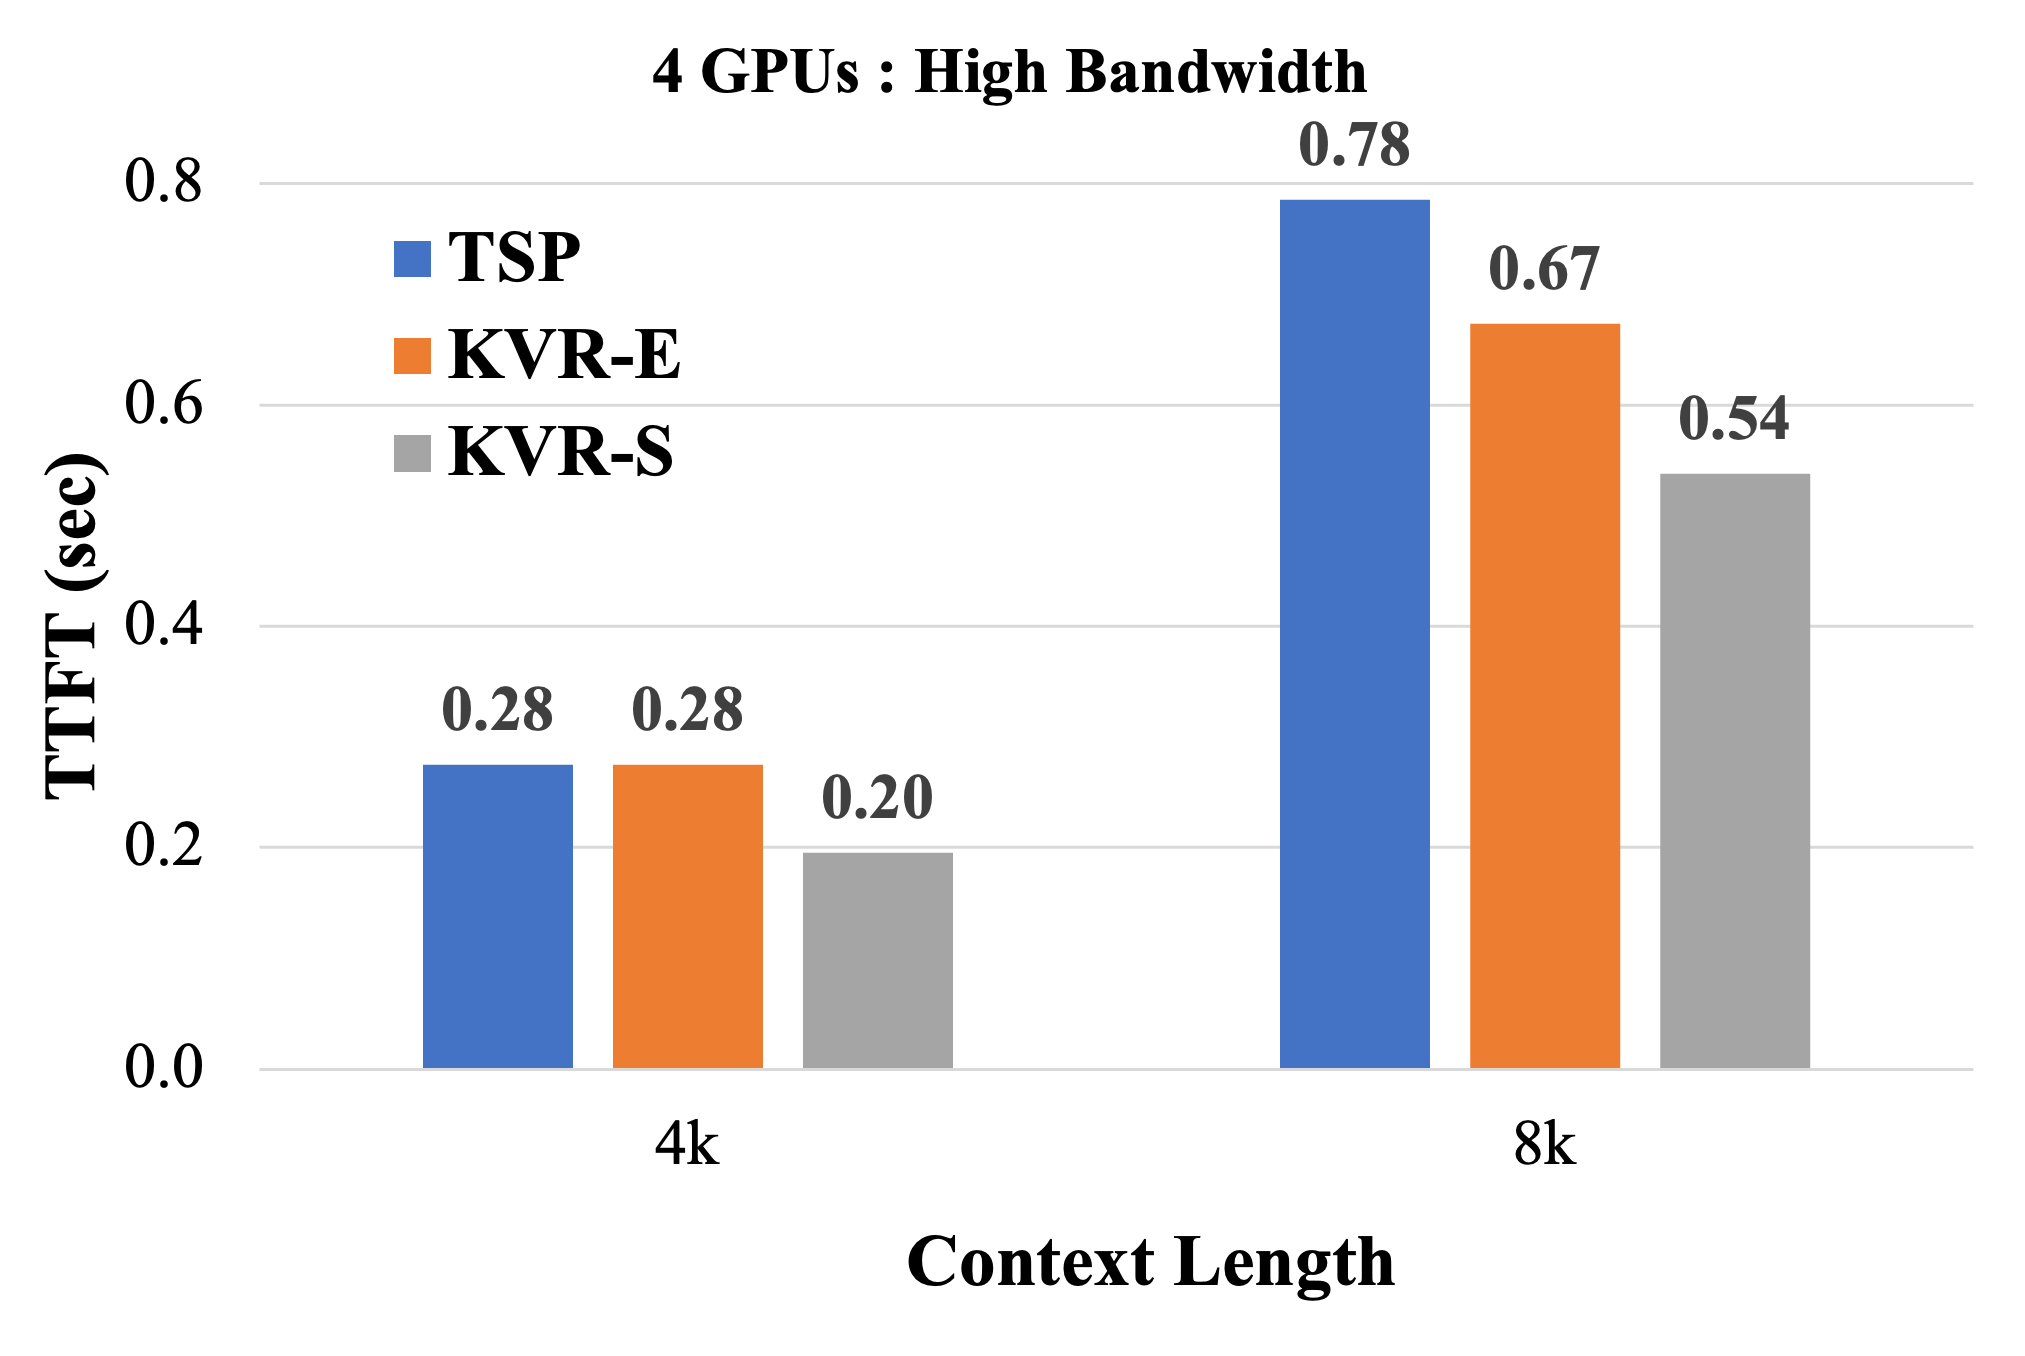 4 GPUs : High Bandwidth
0.8
0.6
0.4
0.2
0.0
TTFT (sec)
TSP
KVR-E
KVR-S
0.28
0.28
0.20
0.78
0.67
0.54
4k
8k
Context Length